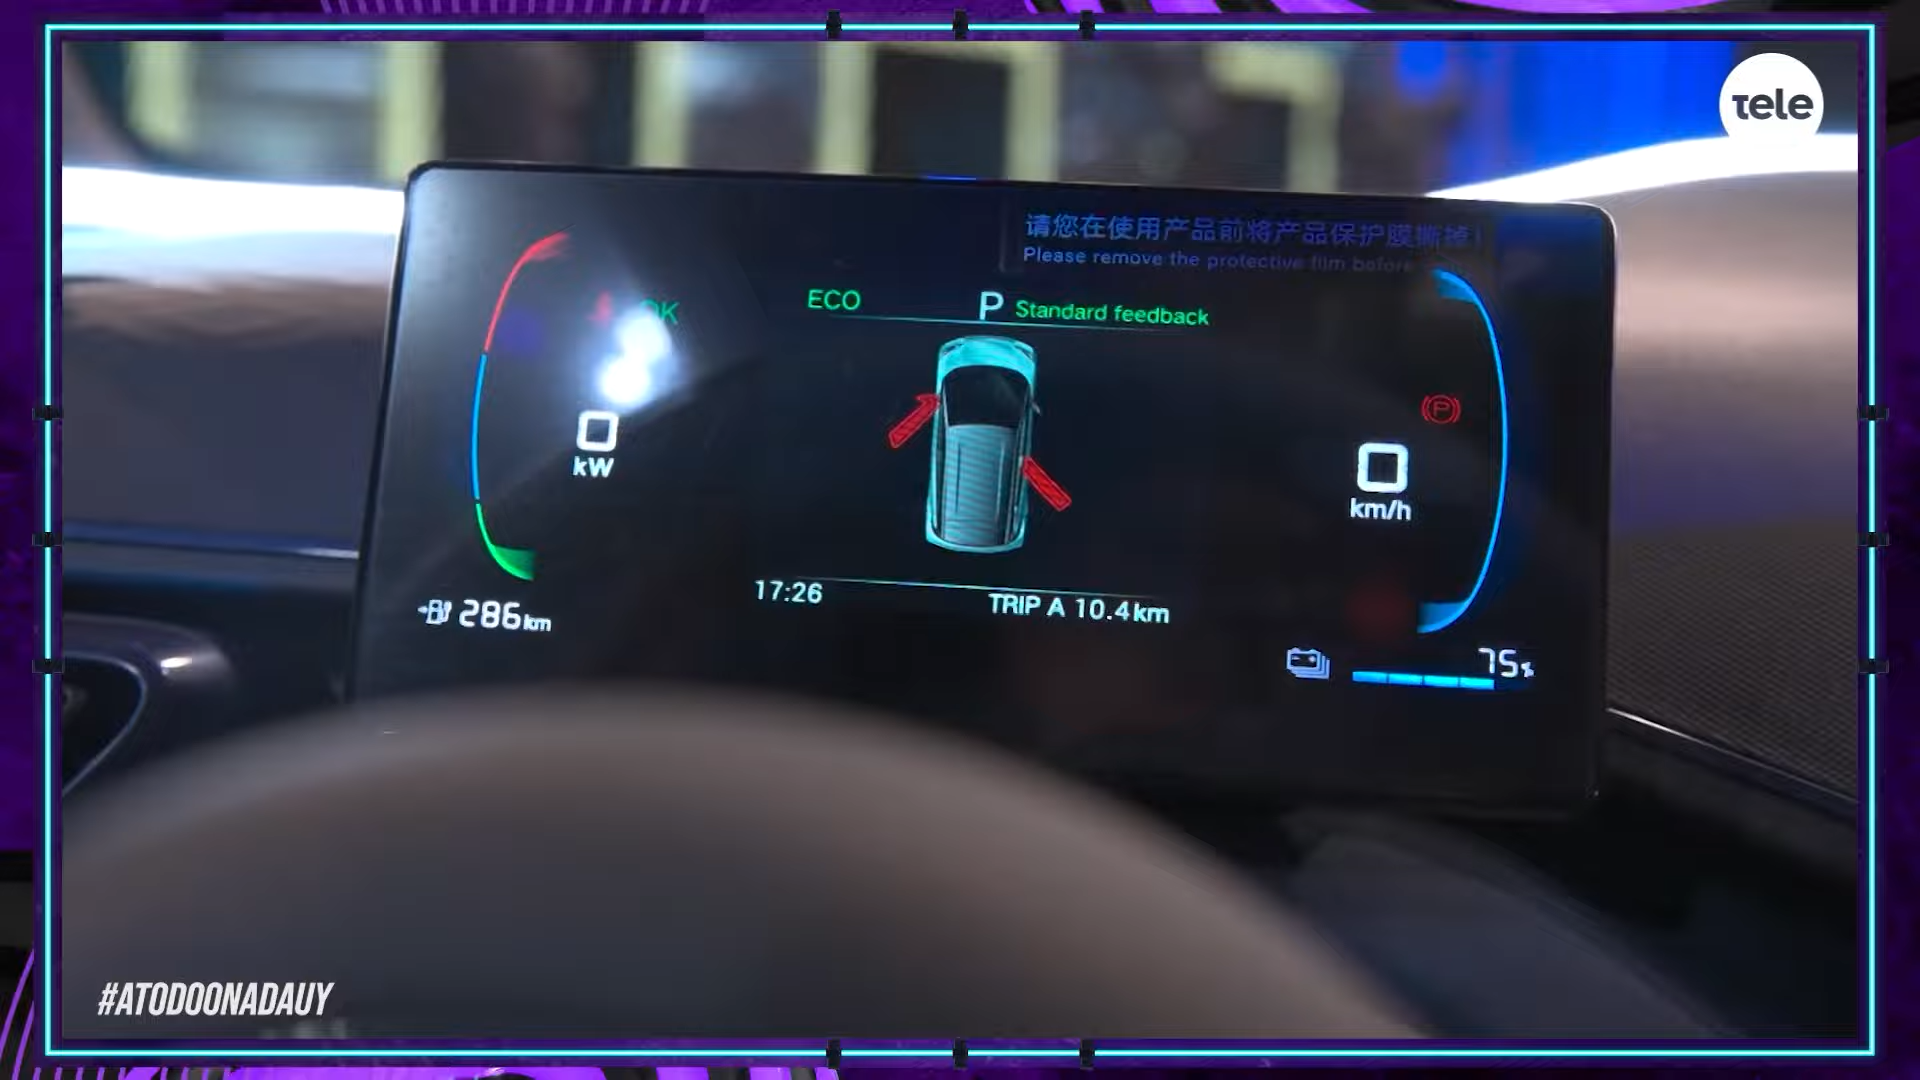 tele
请您在使用产品前将产品保护膜撕掉！
Please remove the protective film before
OK
ECO
P Standard feedback
0
kW
P
0
km/h
286km
17:26
TRIP A 10.4km
75%
#ATODOONADAUY